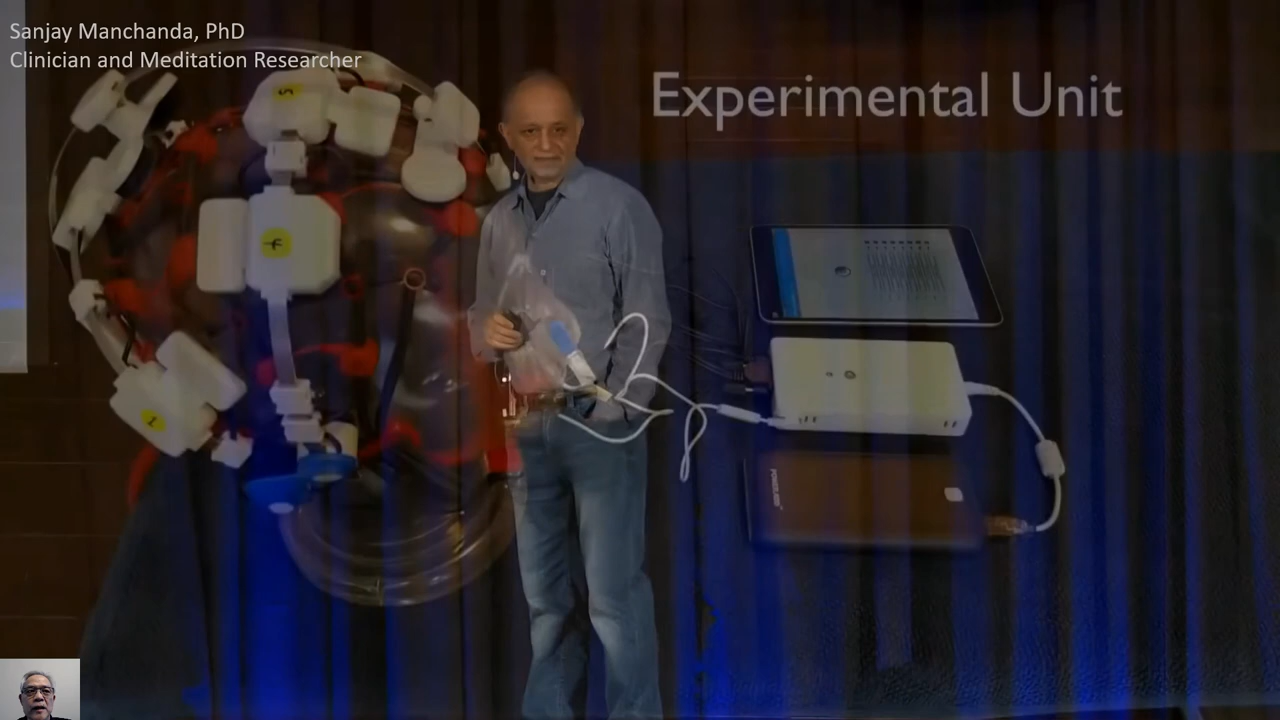 Sanjay Manchanda, PhD
Clinician and Meditation Researcher
Experimental Unit